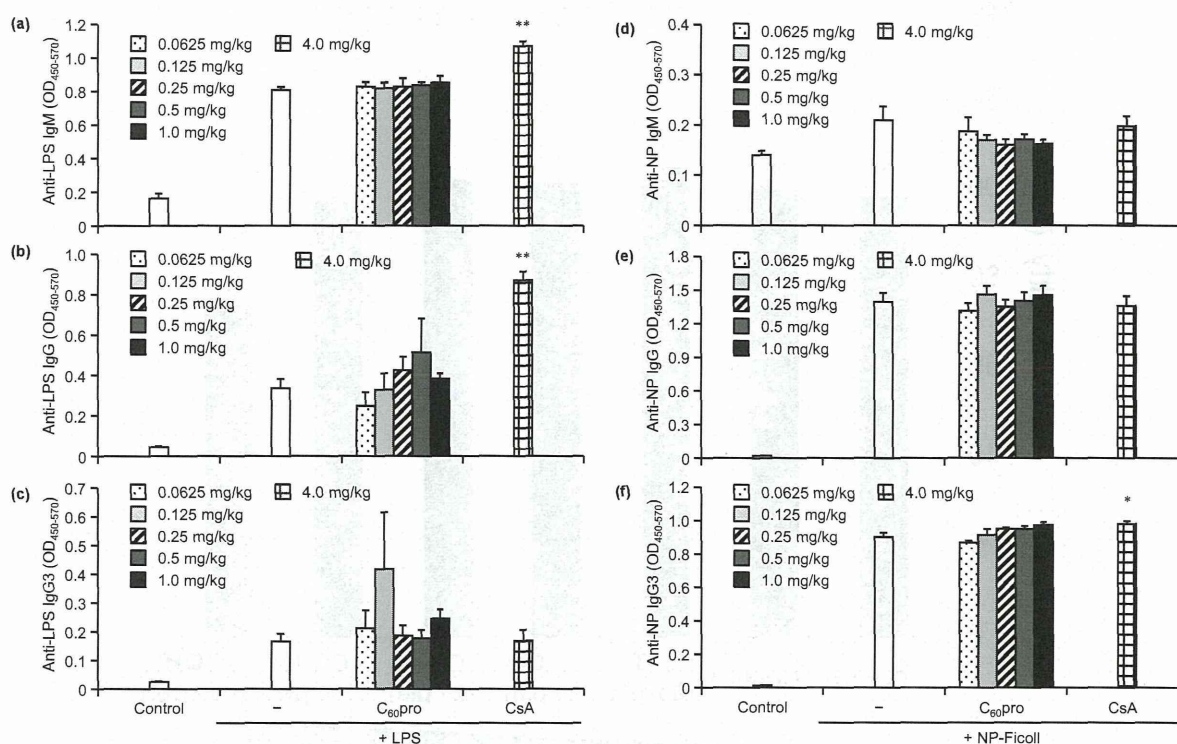 (a)
Anti-LPS IgM (OD450-570)
1.2
1.0
0.8
0.6
0.4
0.2
0
0.0625 mg/kg
0.125 mg/kg
0.25 mg/kg
0.5 mg/kg
1.0 mg/kg
4.0 mg/kg
**
(b)
Anti-LPS IgG (OD450-570)
1.0
0.8
0.6
0.4
0.2
0
0.0625 mg/kg
0.125 mg/kg
0.25 mg/kg
0.5 mg/kg
1.0 mg/kg
4.0 mg/kg
**
(c)
Anti-LPS IgG3 (OD450-570)
0.7
0.6
0.5
0.4
0.3
0.2
0.1
0
0.0625 mg/kg
0.125 mg/kg
0.25 mg/kg
0.5 mg/kg
1.0 mg/kg
4.0 mg/kg
Control
–
C60pro
CsA
+ LPS
(d)
Anti-NP IgM (OD450-570)
0.4
0.3
0.2
0.1
0
0.0625 mg/kg
0.125 mg/kg
0.25 mg/kg
0.5 mg/kg
1.0 mg/kg
4.0 mg/kg
(e)
Anti-NP IgG (OD450-570)
1.8
1.5
1.2
0.9
0.6
0.3
0
0.0625 mg/kg
0.125 mg/kg
0.25 mg/kg
0.5 mg/kg
1.0 mg/kg
4.0 mg/kg
(f)
Anti-NP IgG3 (OD450-570)
1.2
1.0
0.8
0.6
0.4
0.2
0
0.0625 mg/kg
0.125 mg/kg
0.25 mg/kg
0.5 mg/kg
1.0 mg/kg
4.0 mg/kg
*
Control
–
C60pro
CsA
+ NP-Ficoll